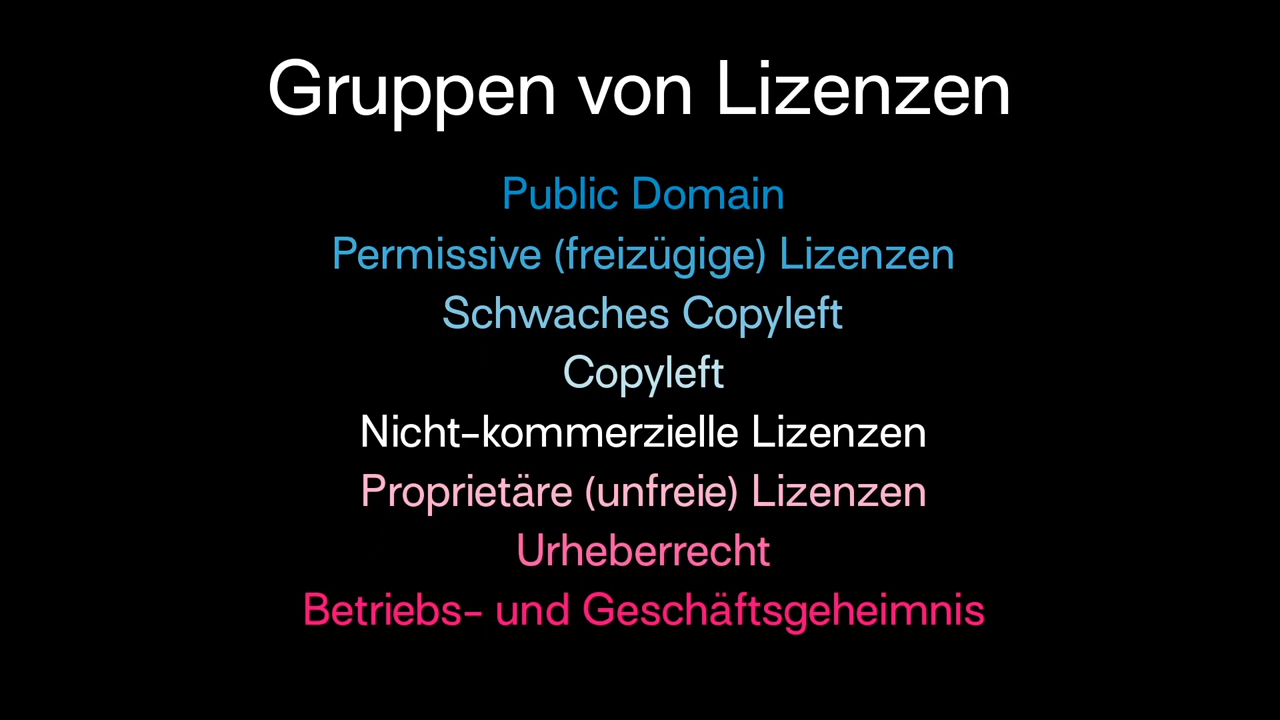 Gruppen von Lizenzen
Public Domain
Permissive (freizügige) Lizenzen
Schwaches Copyleft
Copyleft
Nicht-kommerzielle Lizenzen
Proprietäre (unfreie) Lizenzen
Urheberrecht
Betriebs- und Geschäftsgeheimnis